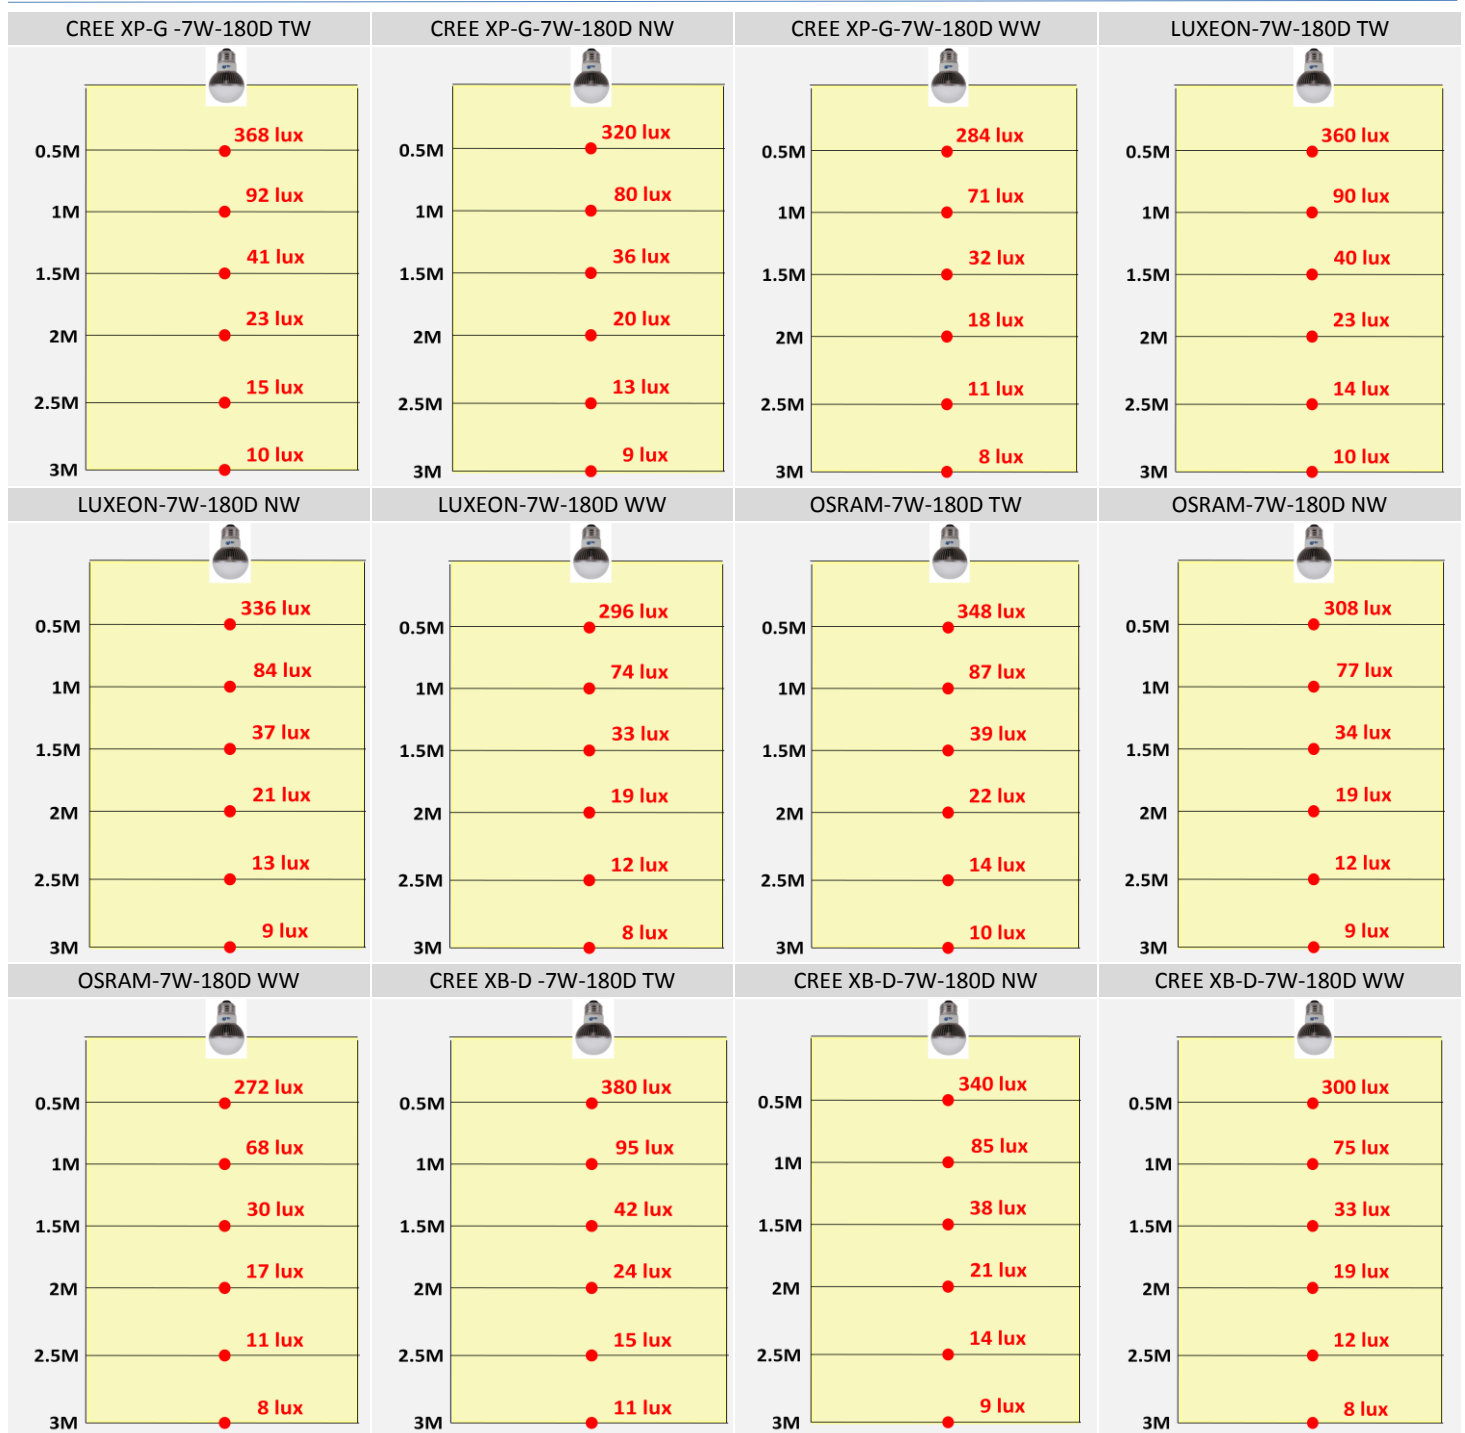 CREE XP-G -7W-180D TW
CREE XP-G-7W-180D NW
CREE XP-G-7W-180D WW
LUXEON-7W-180D TW
368 lux
0.5M
92 lux
1M
41 lux
1.5M
23 lux
2M
15 lux
2.5M
10 lux
3M
320 lux
0.5M
80 lux
1M
36 lux
1.5M
20 lux
2M
13 lux
2.5M
9 lux
3M
284 lux
0.5M
71 lux
1M
32 lux
1.5M
18 lux
2M
11 lux
2.5M
8 lux
3M
360 lux
0.5M
90 lux
1M
40 lux
1.5M
23 lux
2M
14 lux
2.5M
10 lux
3M
LUXEON-7W-180D NW
LUXEON-7W-180D WW
OSRAM-7W-180D TW
OSRAM-7W-180D NW
336 lux
0.5M
84 lux
1M
37 lux
1.5M
21 lux
2M
13 lux
2.5M
9 lux
3M
296 lux
0.5M
74 lux
1M
33 lux
1.5M
19 lux
2M
12 lux
2.5M
8 lux
3M
348 lux
0.5M
87 lux
1M
39 lux
1.5M
22 lux
2M
14 lux
2.5M
10 lux
3M
308 lux
0.5M
77 lux
1M
34 lux
1.5M
19 lux
2M
12 lux
2.5M
9 lux
3M
OSRAM-7W-180D WW
CREE XB-D -7W-180D TW
CREE XB-D-7W-180D NW
CREE XB-D-7W-180D WW
272 lux
0.5M
68 lux
1M
30 lux
1.5M
17 lux
2M
11 lux
2.5M
8 lux
3M
380 lux
0.5M
95 lux
1M
42 lux
1.5M
24 lux
2M
15 lux
2.5M
11 lux
3M
340 lux
0.5M
85 lux
1M
38 lux
1.5M
21 lux
2M
14 lux
2.5M
9 lux
3M
300 lux
0.5M
75 lux
1M
33 lux
1.5M
19 lux
2M
12 lux
2.5M
8 lux
3M